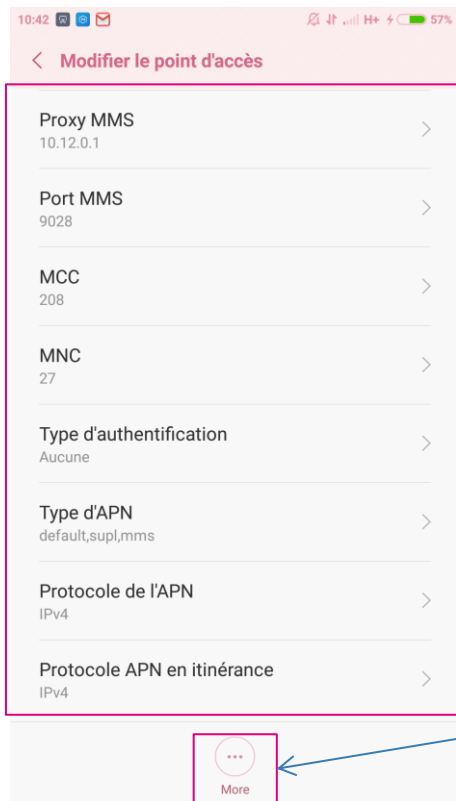 10:42 H+ 57%
Modifier le point d'accès
Proxy MMS
10.12.0.1
Port MMS
9028
MCC
208
MNC
27
Type d'authentification
Aucune
Type d'APN
default,supl,mms
Protocole de l'APN
IPv4
Protocole APN en itinérance
IPv4
More